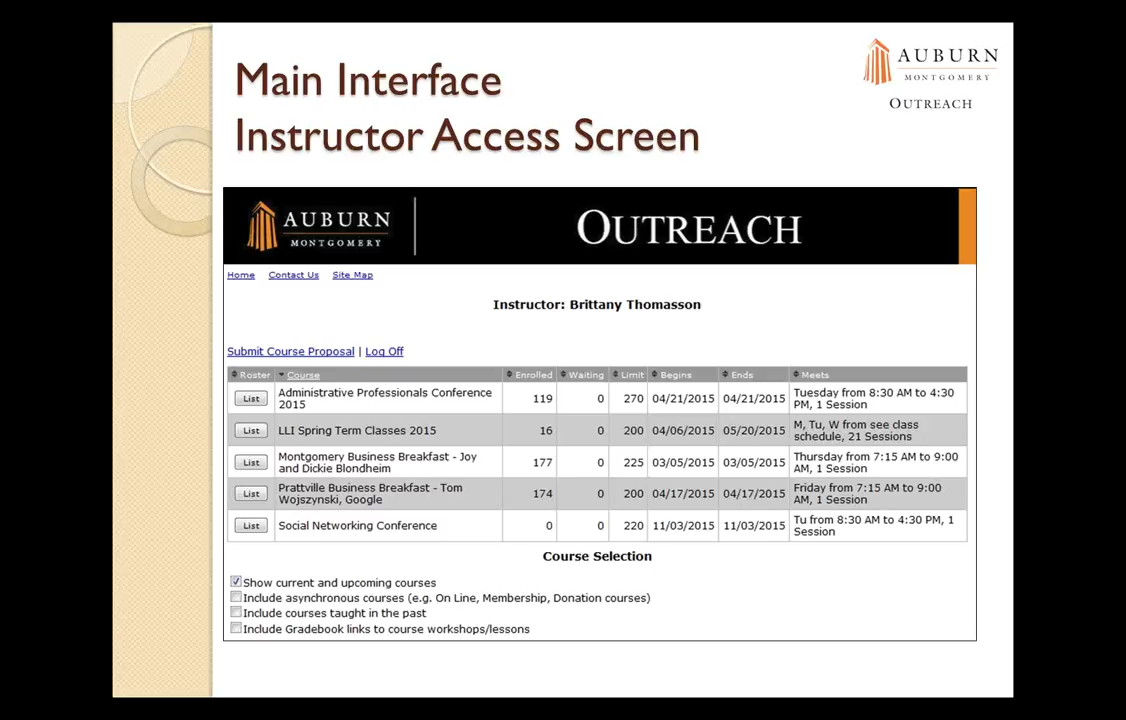 Main Interface
Instructor Access Screen
AUBURN
MONTGOMERY
OUTREACH
AUBURN
MONTGOMERY
OUTREACH
Home Contact Us Site Map
Instructor: Brittany Thomasson
Submit Course Proposal | Log Off
Roster Course Enrolled Waiting Limit Begins Ends Meets
List Administrative Professionals Conference 2015 119 0 270 04/21/2015 04/21/2015 Tuesday from 8:30 AM to 4:30 PM, 1 Session
List LLI Spring Term Classes 2015 16 0 200 04/06/2015 05/20/2015 M, Tu, W from see class schedule, 21 Sessions
List Montgomery Business Breakfast - Joy and Dickie Blondheim 177 0 225 03/05/2015 03/05/2015 Thursday from 7:15 AM to 9:00 AM, 1 Session
List Prattville Business Breakfast - Tom Wojszynski, Google 174 0 200 04/17/2015 04/17/2015 Friday from 7:15 AM to 9:00 AM, 1 Session
List Social Networking Conference 0 0 220 11/03/2015 11/03/2015 Tu from 8:30 AM to 4:30 PM, 1 Session
Course Selection
Show current and upcoming courses
Include asynchronous courses (e.g. On Line, Membership, Donation courses)
Include courses taught in the past
Include Gradebook links to course workshops/lessons